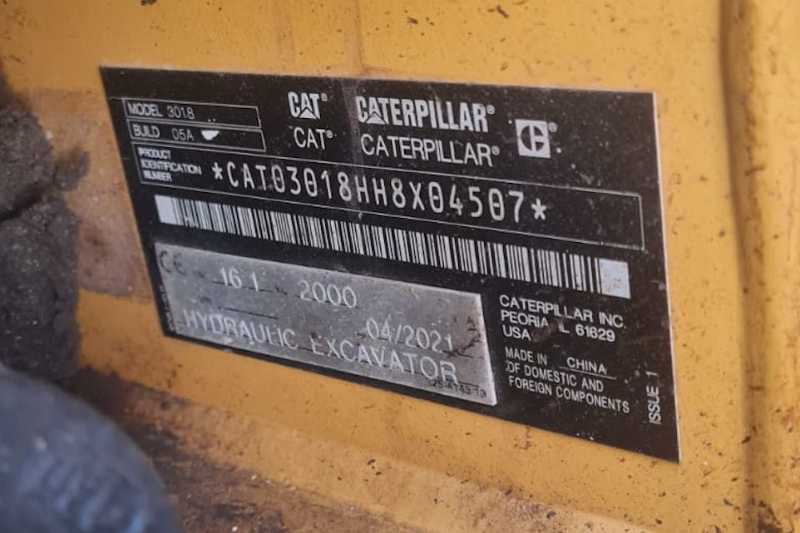 MODEL 301.8
BUILD 05A
CAT® CATERPILLAR®
CAT® CATERPILLAR®
PRODUCT IDENTIFICATION NUMBER
*CAT03018HH8X04507*
CE 16.1 2000
04/2021
HYDRAULIC EXCAVATOR
CATERPILLAR INC.
PEORIA IL 61629
USA
MADE IN CHINA
OF DOMESTIC AND
FOREIGN COMPONENTS
ISSUE 1